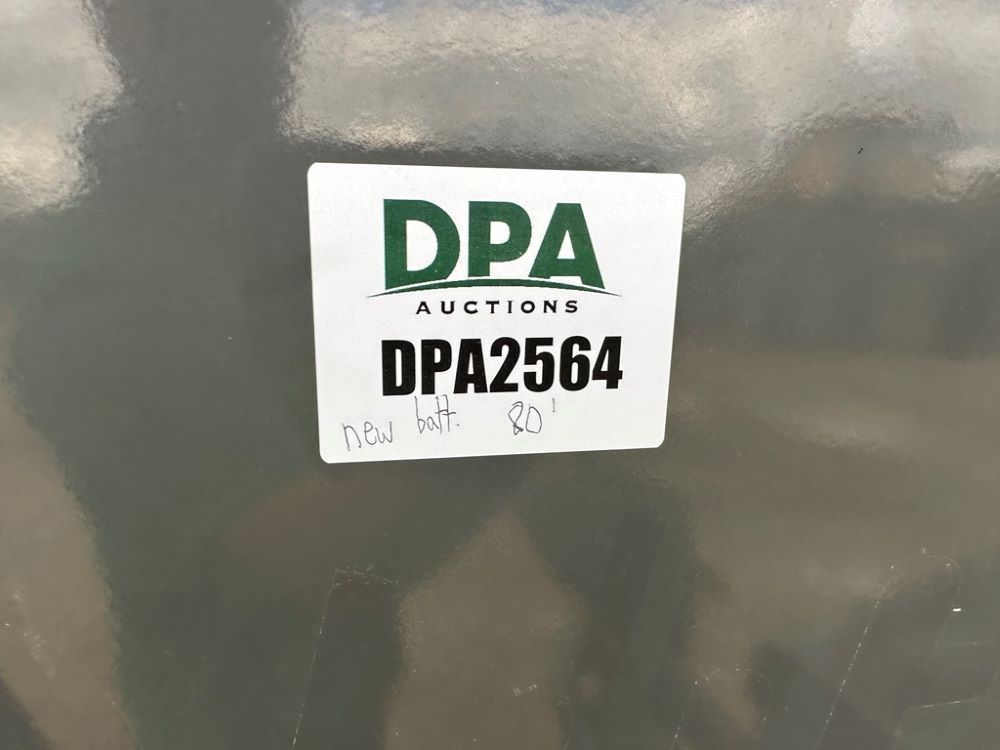 DPA
AUCTIONS
DPA2564
new batt. 80'